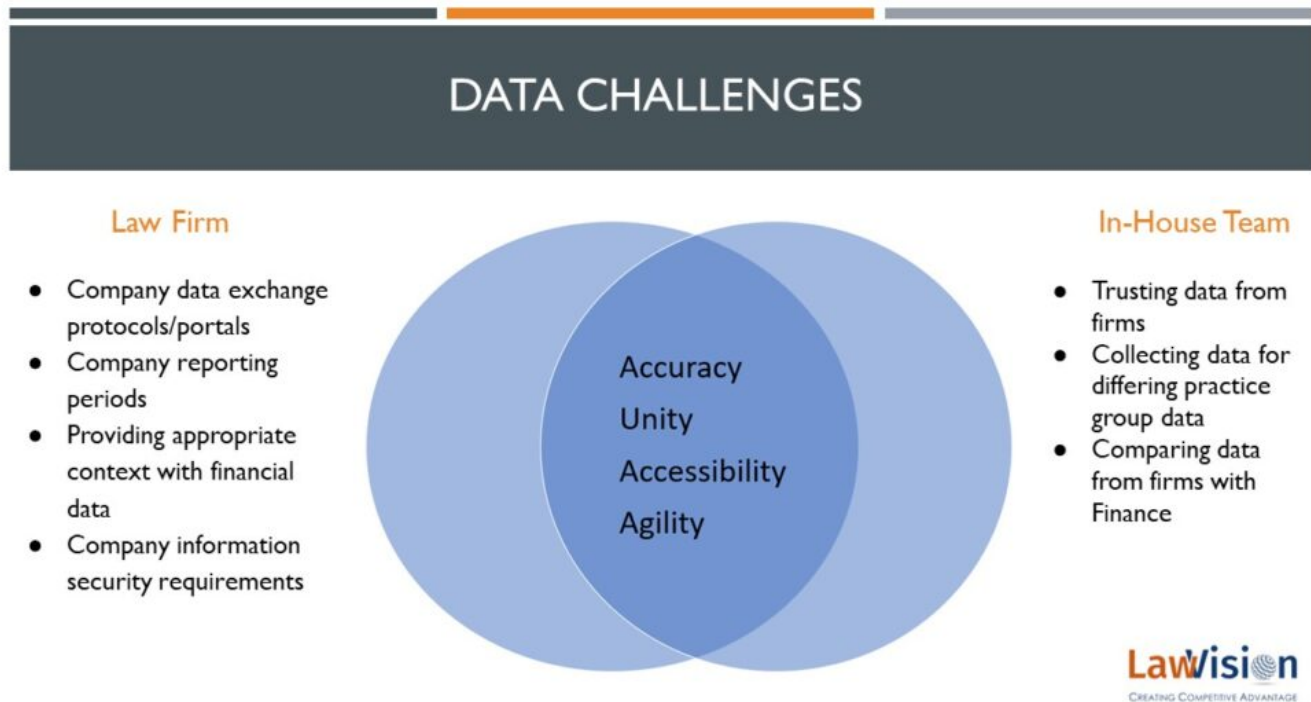 DATA CHALLENGES
Law Firm
● Company data exchange
protocols/portals
● Company reporting
periods
● Providing appropriate
context with financial
data
● Company information
security requirements
Accuracy
Unity
Accessibility
Agility
In-House Team
● Trusting data from
firms
● Collecting data for
differing practice
group data
● Comparing data
from firms with
Finance
LawVision
CREATING COMPETITIVE ADVANTAGE